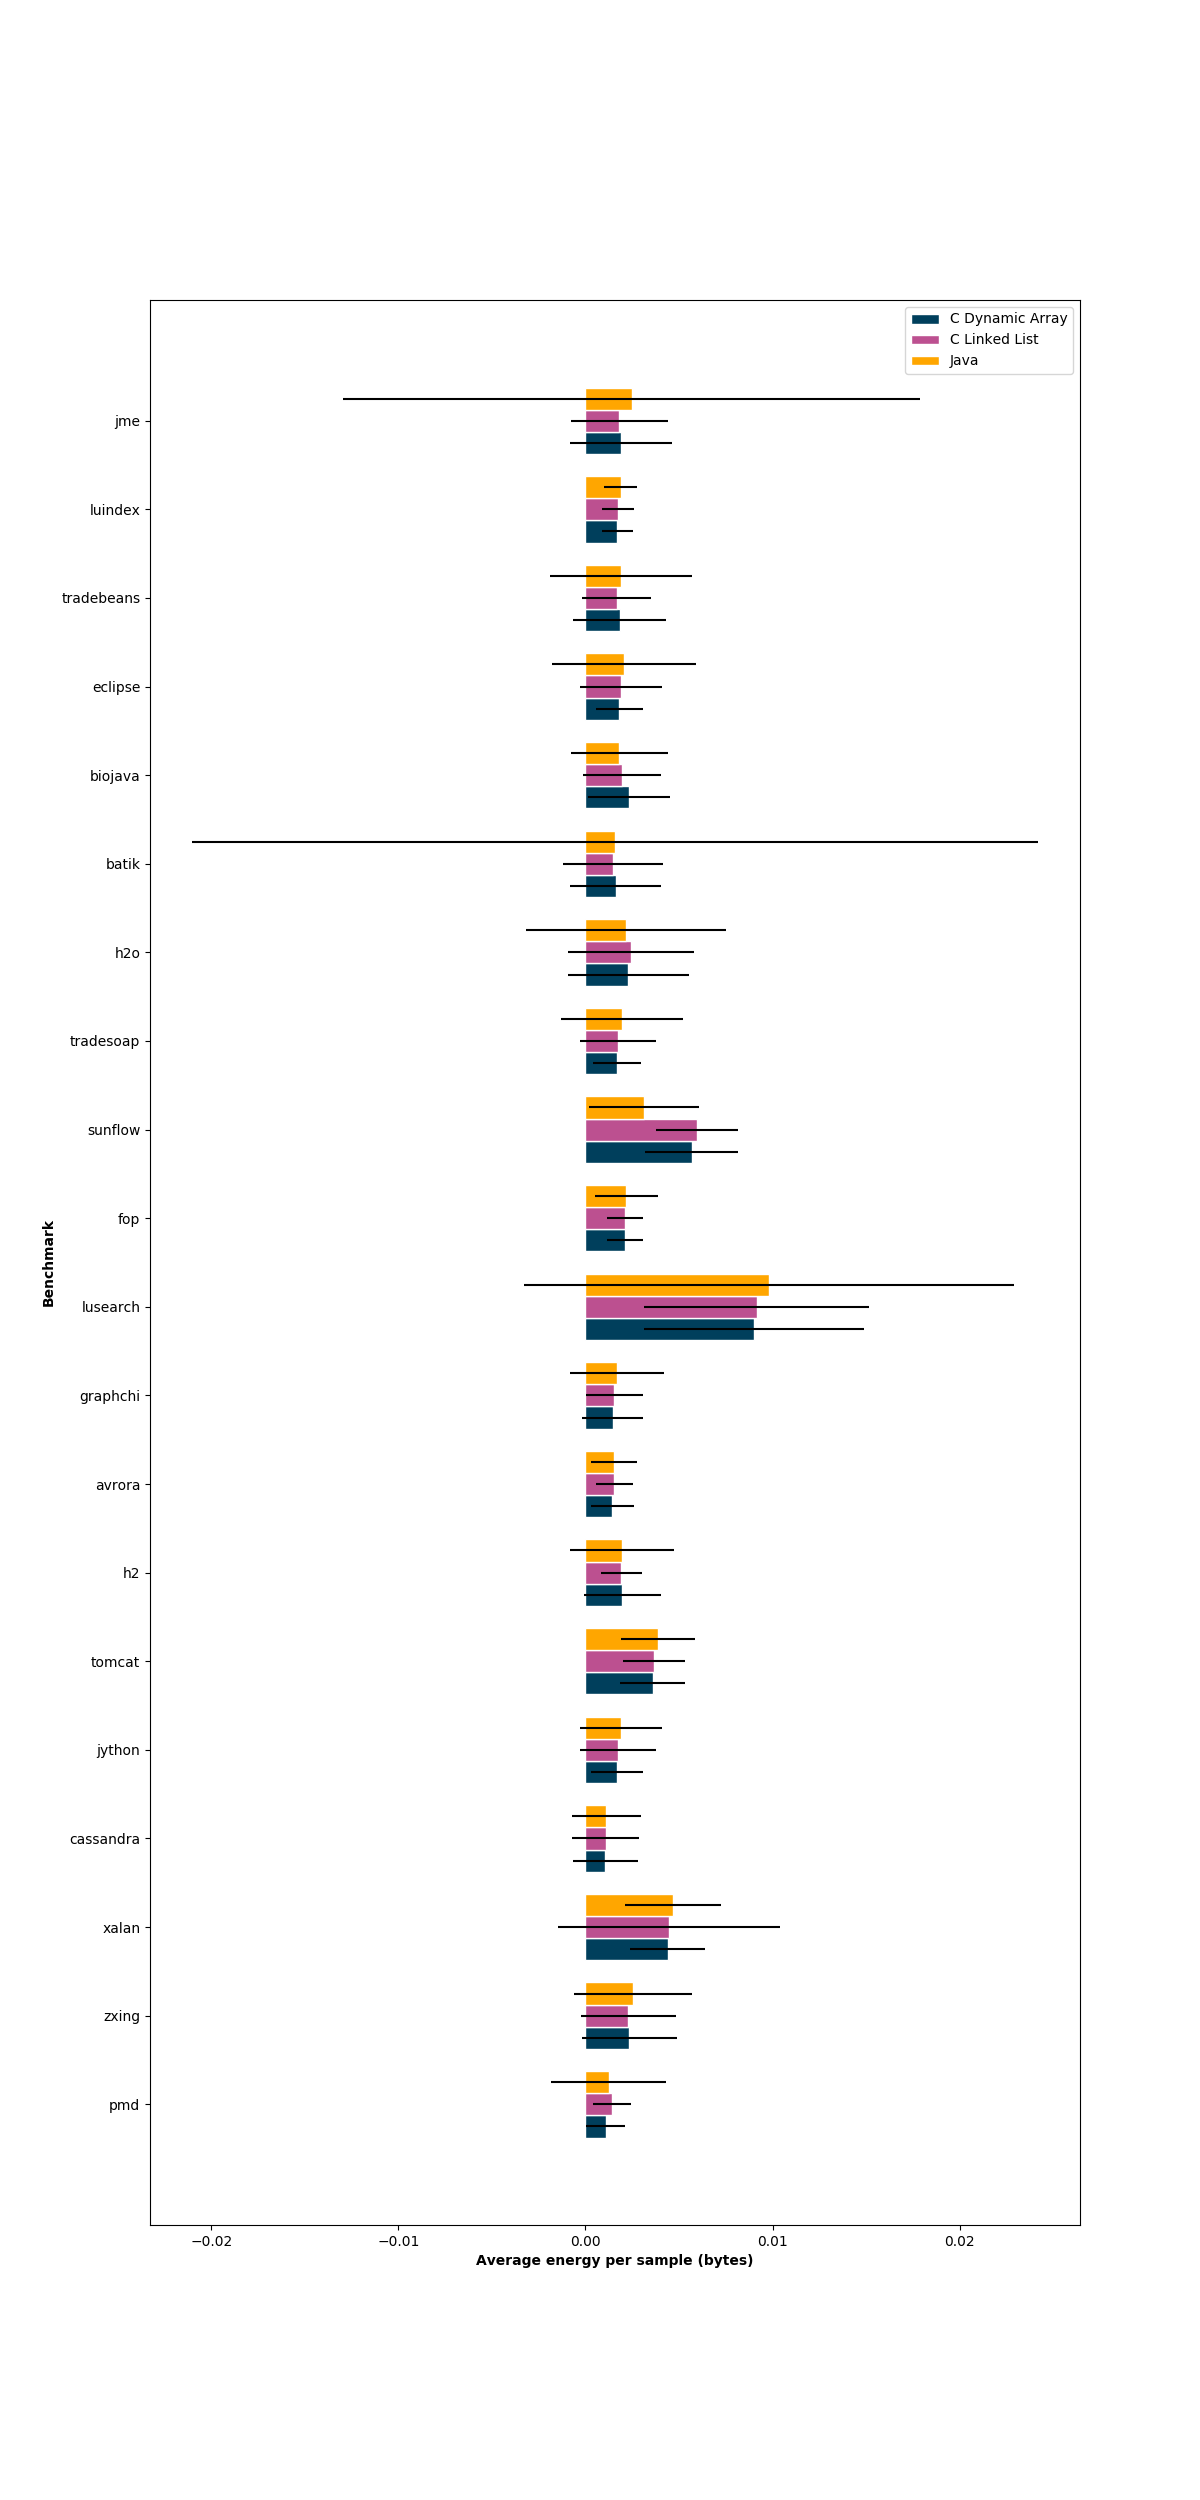 C Dynamic Array
C Linked List
Java
jme
luindex
tradebeans
eclipse
biojava
batik
h2o
tradesoap
sunflow
fop
lusearch
graphchi
avrora
h2
tomcat
jython
cassandra
xalan
zxing
pmd
Benchmark
−0.02 −0.01 0.00 0.01 0.02
Average energy per sample (bytes)